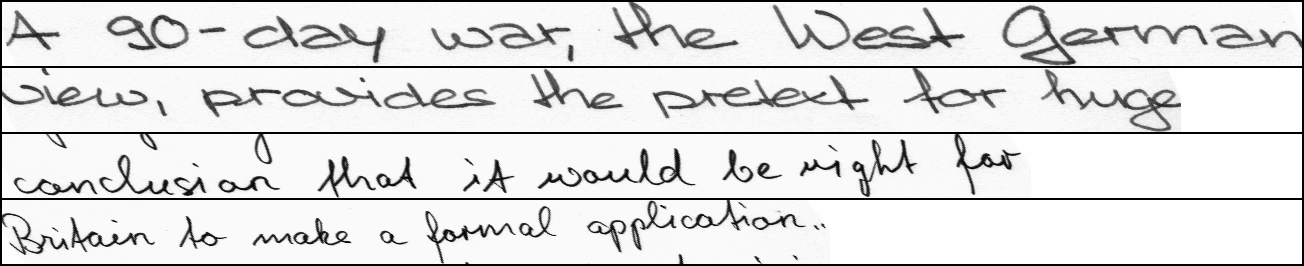 A 90-day war, the West German
view, provides the pretext for huge
conclusion that it would be right for
Britain to make a formal application..